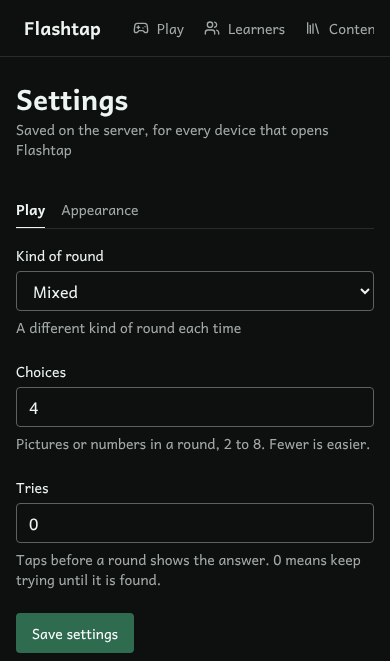 Flashtap Play Learners Conten
Settings
Saved on the server, for every device that opens
Flashtap
Play Appearance
Kind of round
Mixed
A different kind of round each time
Choices
4
Pictures or numbers in a round, 2 to 8. Fewer is easier.
Tries
0
Taps before a round shows the answer. 0 means keep
trying until it is found.
Save settings